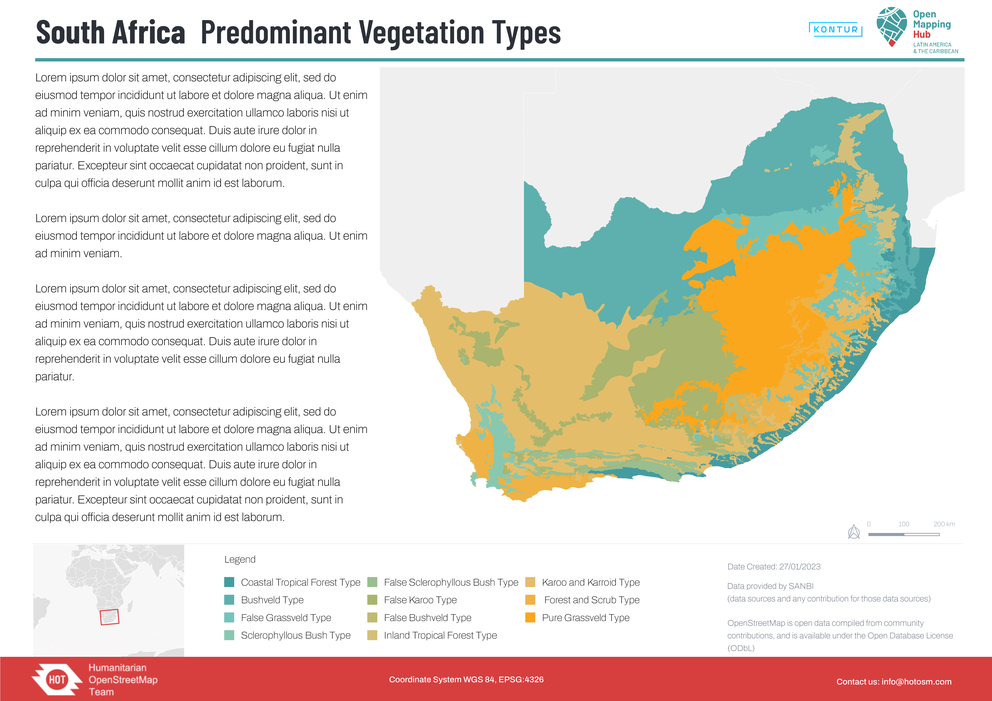 South Africa Predominant Vegetation Types
KONTUR
Open
Mapping
Hub
LATIN AMERICA
& THE CARIBBEAN
Lorem ipsum dolor sit amet, consectetur adipiscing elit, sed do
eiusmod tempor incididunt ut labore et dolore magna aliqua. Ut enim
ad minim veniam, quis nostrud exercitation ullamco laboris nisi ut
aliquip ex ea commodo consequat. Duis aute irure dolor in
reprehenderit in voluptate velit esse cillum dolore eu fugiat nulla
pariatur. Excepteur sint occaecat cupidatat non proident, sunt in
culpa qui officia deserunt mollit anim id est laborum.
Lorem ipsum dolor sit amet, consectetur adipiscing elit, sed do
eiusmod tempor incididunt ut labore et dolore magna aliqua. Ut enim
ad minim veniam.
Lorem ipsum dolor sit amet, consectetur adipiscing elit, sed do
eiusmod tempor incididunt ut labore et dolore magna aliqua. Ut enim
ad minim veniam, quis nostrud exercitation ullamco laboris nisi ut
aliquip ex ea commodo consequat. Duis aute irure dolor in
reprehenderit in voluptate velit esse cillum dolore eu fugiat nulla
pariatur.
Lorem ipsum dolor sit amet, consectetur adipiscing elit, sed do
eiusmod tempor incididunt ut labore et dolore magna aliqua. Ut enim
ad minim veniam, quis nostrud exercitation ullamco laboris nisi ut
aliquip ex ea commodo consequat. Duis aute irure dolor in
reprehenderit in voluptate velit esse cillum dolore eu fugiat nulla
pariatur. Excepteur sint occaecat cupidatat non proident, sunt in
culpa qui officia deserunt mollit anim id est laborum.
0 100 200 km
Legend
Coastal Tropical Forest Type
Bushveld Type
False Grassveld Type
Sclerophyllous Bush Type
False Sclerophyllous Bush Type
False Karoo Type
False Bushveld Type
Inland Tropical Forest Type
Karoo and Karroid Type
Forest and Scrub Type
Pure Grassveld Type
Date Created: 27/01/2023
Data provided by SANBI
(data sources and any contribution for those data sources)
OpenStreetMap is open data compiled from community
contributions, and is available under the Open Database License
(ODbL)
HOT
Humanitarian
OpenStreetMap
Team
Coordinate System WGS 84, EPSG:4326
Contact us: info@hotosm.com